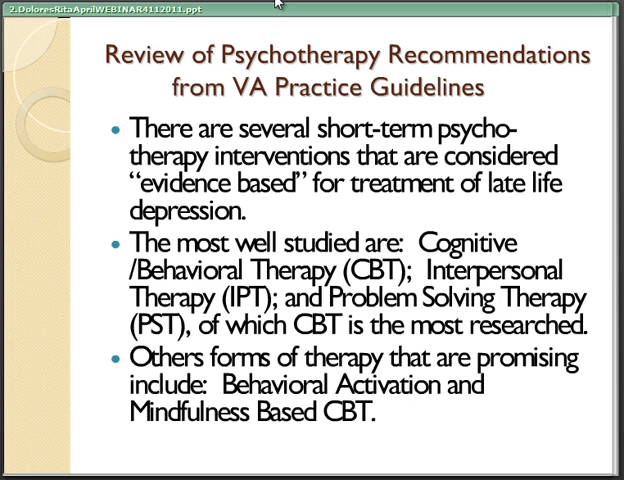 2.DoloresRitaAprilWEBINAR4112011.ppt
Review of Psychotherapy Recommendations
from VA Practice Guidelines
• There are several short-term psycho-
therapy interventions that are considered
“evidence based” for treatment of late life
depression.
• The most well studied are:  Cognitive
/Behavioral Therapy (CBT);  Interpersonal
Therapy (IPT); and Problem Solving Therapy
(PST), of which CBT is the most researched.
• Others forms of therapy that are promising
include:  Behavioral Activation and
Mindfulness Based CBT.